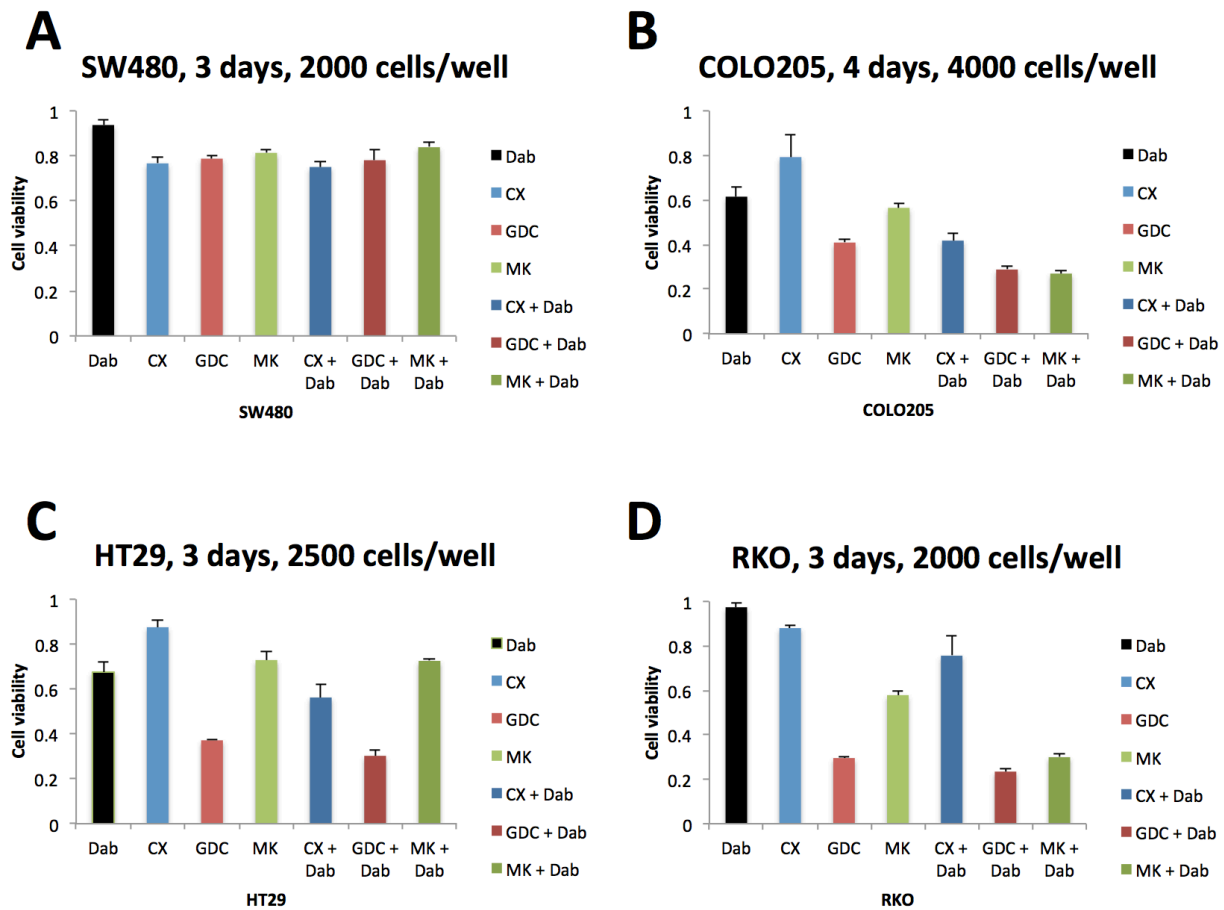 A
SW480, 3 days, 2000 cells/well
Cell viability
1
0.8
0.6
0.4
0.2
0
Dab
CX
GDC
MK
CX +
Dab
GDC +
Dab
MK +
Dab
SW480
Dab
CX
GDC
MK
CX + Dab
GDC + Dab
MK + Dab
B
COLO205, 4 days, 4000 cells/well
Cell viability
1
0.8
0.6
0.4
0.2
0
Dab
CX
GDC
MK
CX +
Dab
GDC +
Dab
MK +
Dab
COLO205
Dab
CX
GDC
MK
CX + Dab
GDC + Dab
MK + Dab
C
HT29, 3 days, 2500 cells/well
Cell viability
1
0.8
0.6
0.4
0.2
0
Dab
CX
GDC
MK
CX +
Dab
GDC +
Dab
MK +
Dab
HT29
Dab
CX
GDC
MK
CX + Dab
GDC + Dab
MK + Dab
D
RKO, 3 days, 2000 cells/well
Cell viability
1
0.8
0.6
0.4
0.2
0
Dab
CX
GDC
MK
CX +
Dab
GDC +
Dab
MK +
Dab
RKO
Dab
CX
GDC
MK
CX + Dab
GDC + Dab
MK + Dab